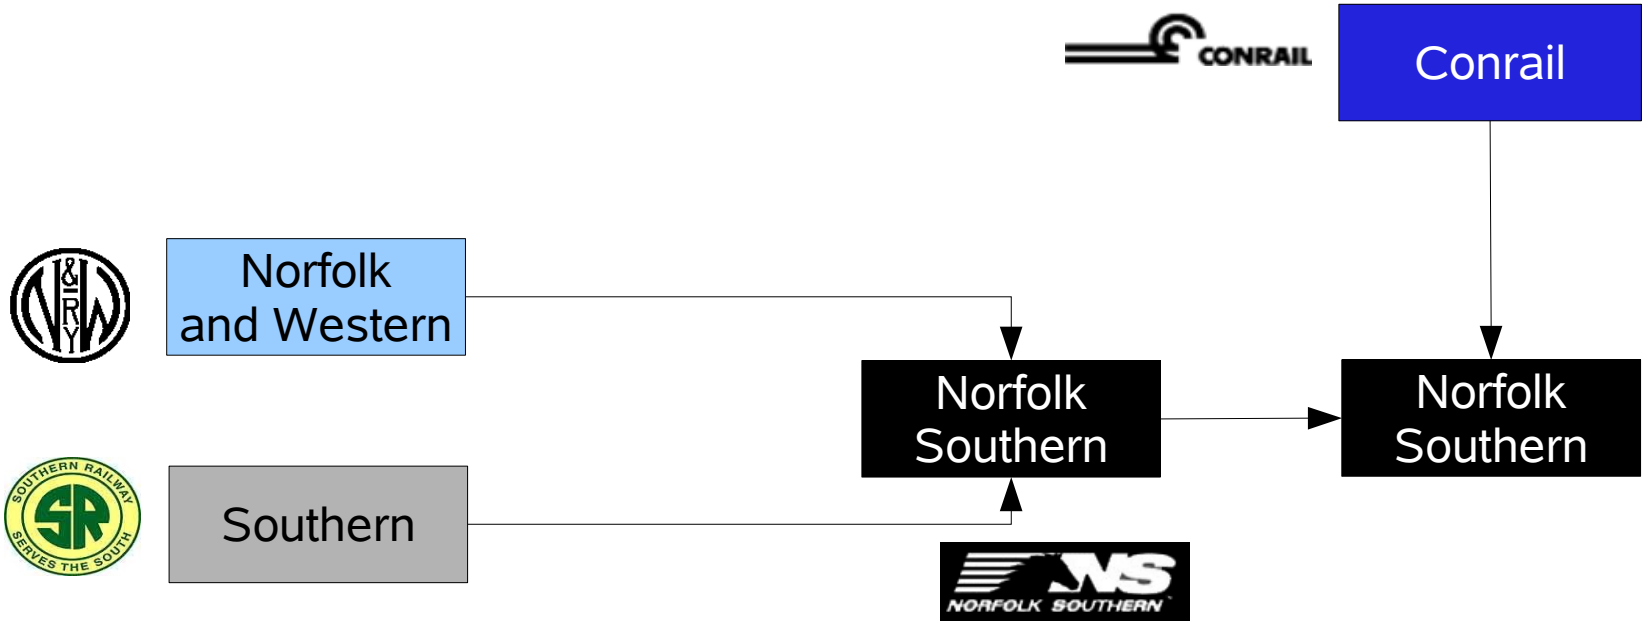 CONRAIL
Conrail
N&W
RY
Norfolk
and Western
Norfolk
Southern
Norfolk
Southern
SOUTHERN RAILWAY
SR
SERVES THE SOUTH
Southern
NS
NORFOLK SOUTHERN